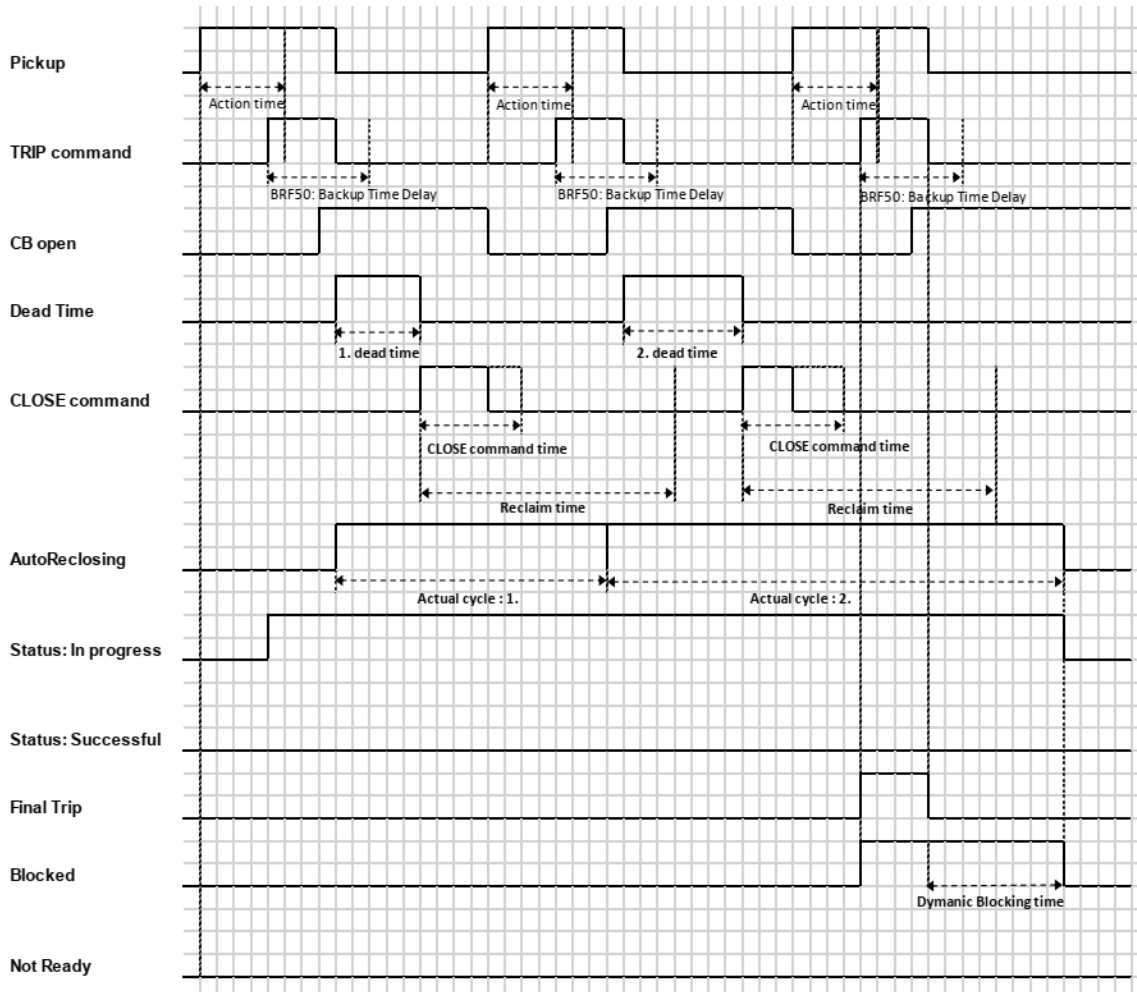 Pickup
Action time
Action time
Action time
TRIP command
BRF50: Backup Time Delay
BRF50: Backup Time Delay
BRF50: Backup Time Delay
CB open
Dead Time
1. dead time
2. dead time
CLOSE command
CLOSE command time
CLOSE command time
Reclaim time
Reclaim time
AutoReclosing
Actual cycle : 1.
Actual cycle : 2.
Status: In progress
Status: Successful
Final Trip
Blocked
Dymanic Blocking time
Not Ready